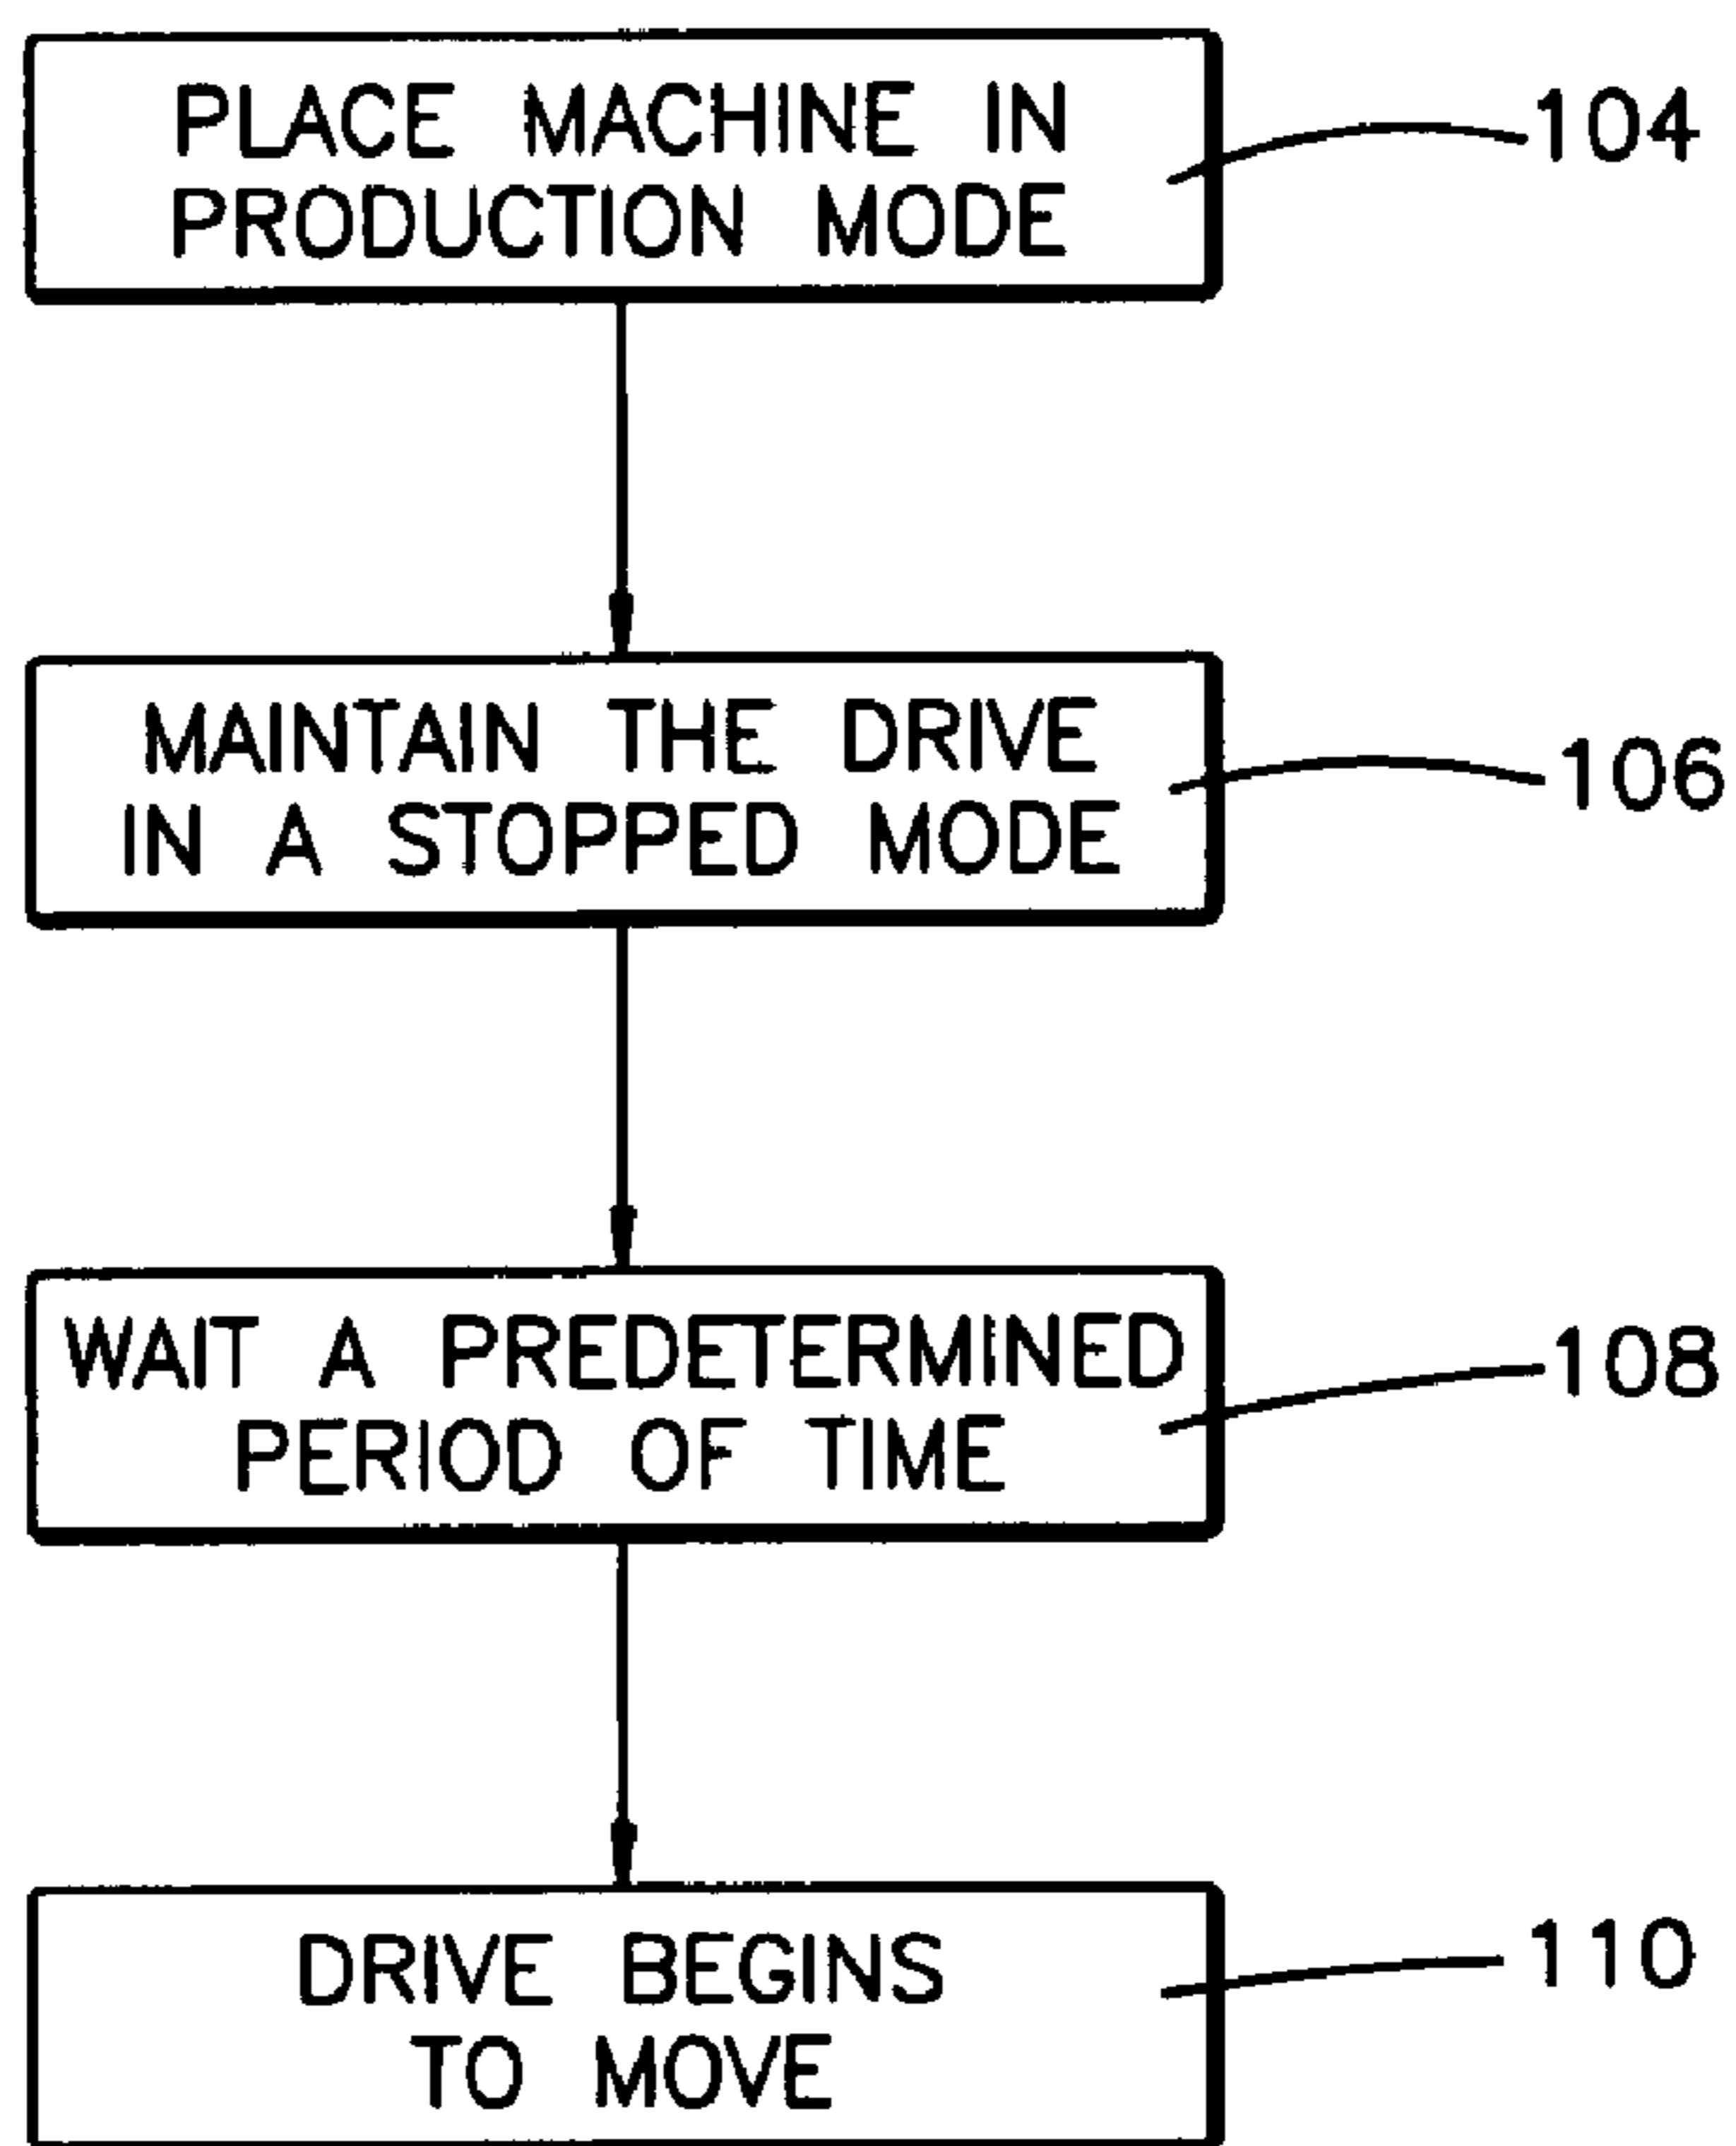 PLACE MACHINE IN
PRODUCTION MODE
104
MAINTAIN THE DRIVE
IN A STOPPED MODE
106
WAIT A PREDETERMINED
PERIOD OF TIME
108
DRIVE BEGINS
TO MOVE
110